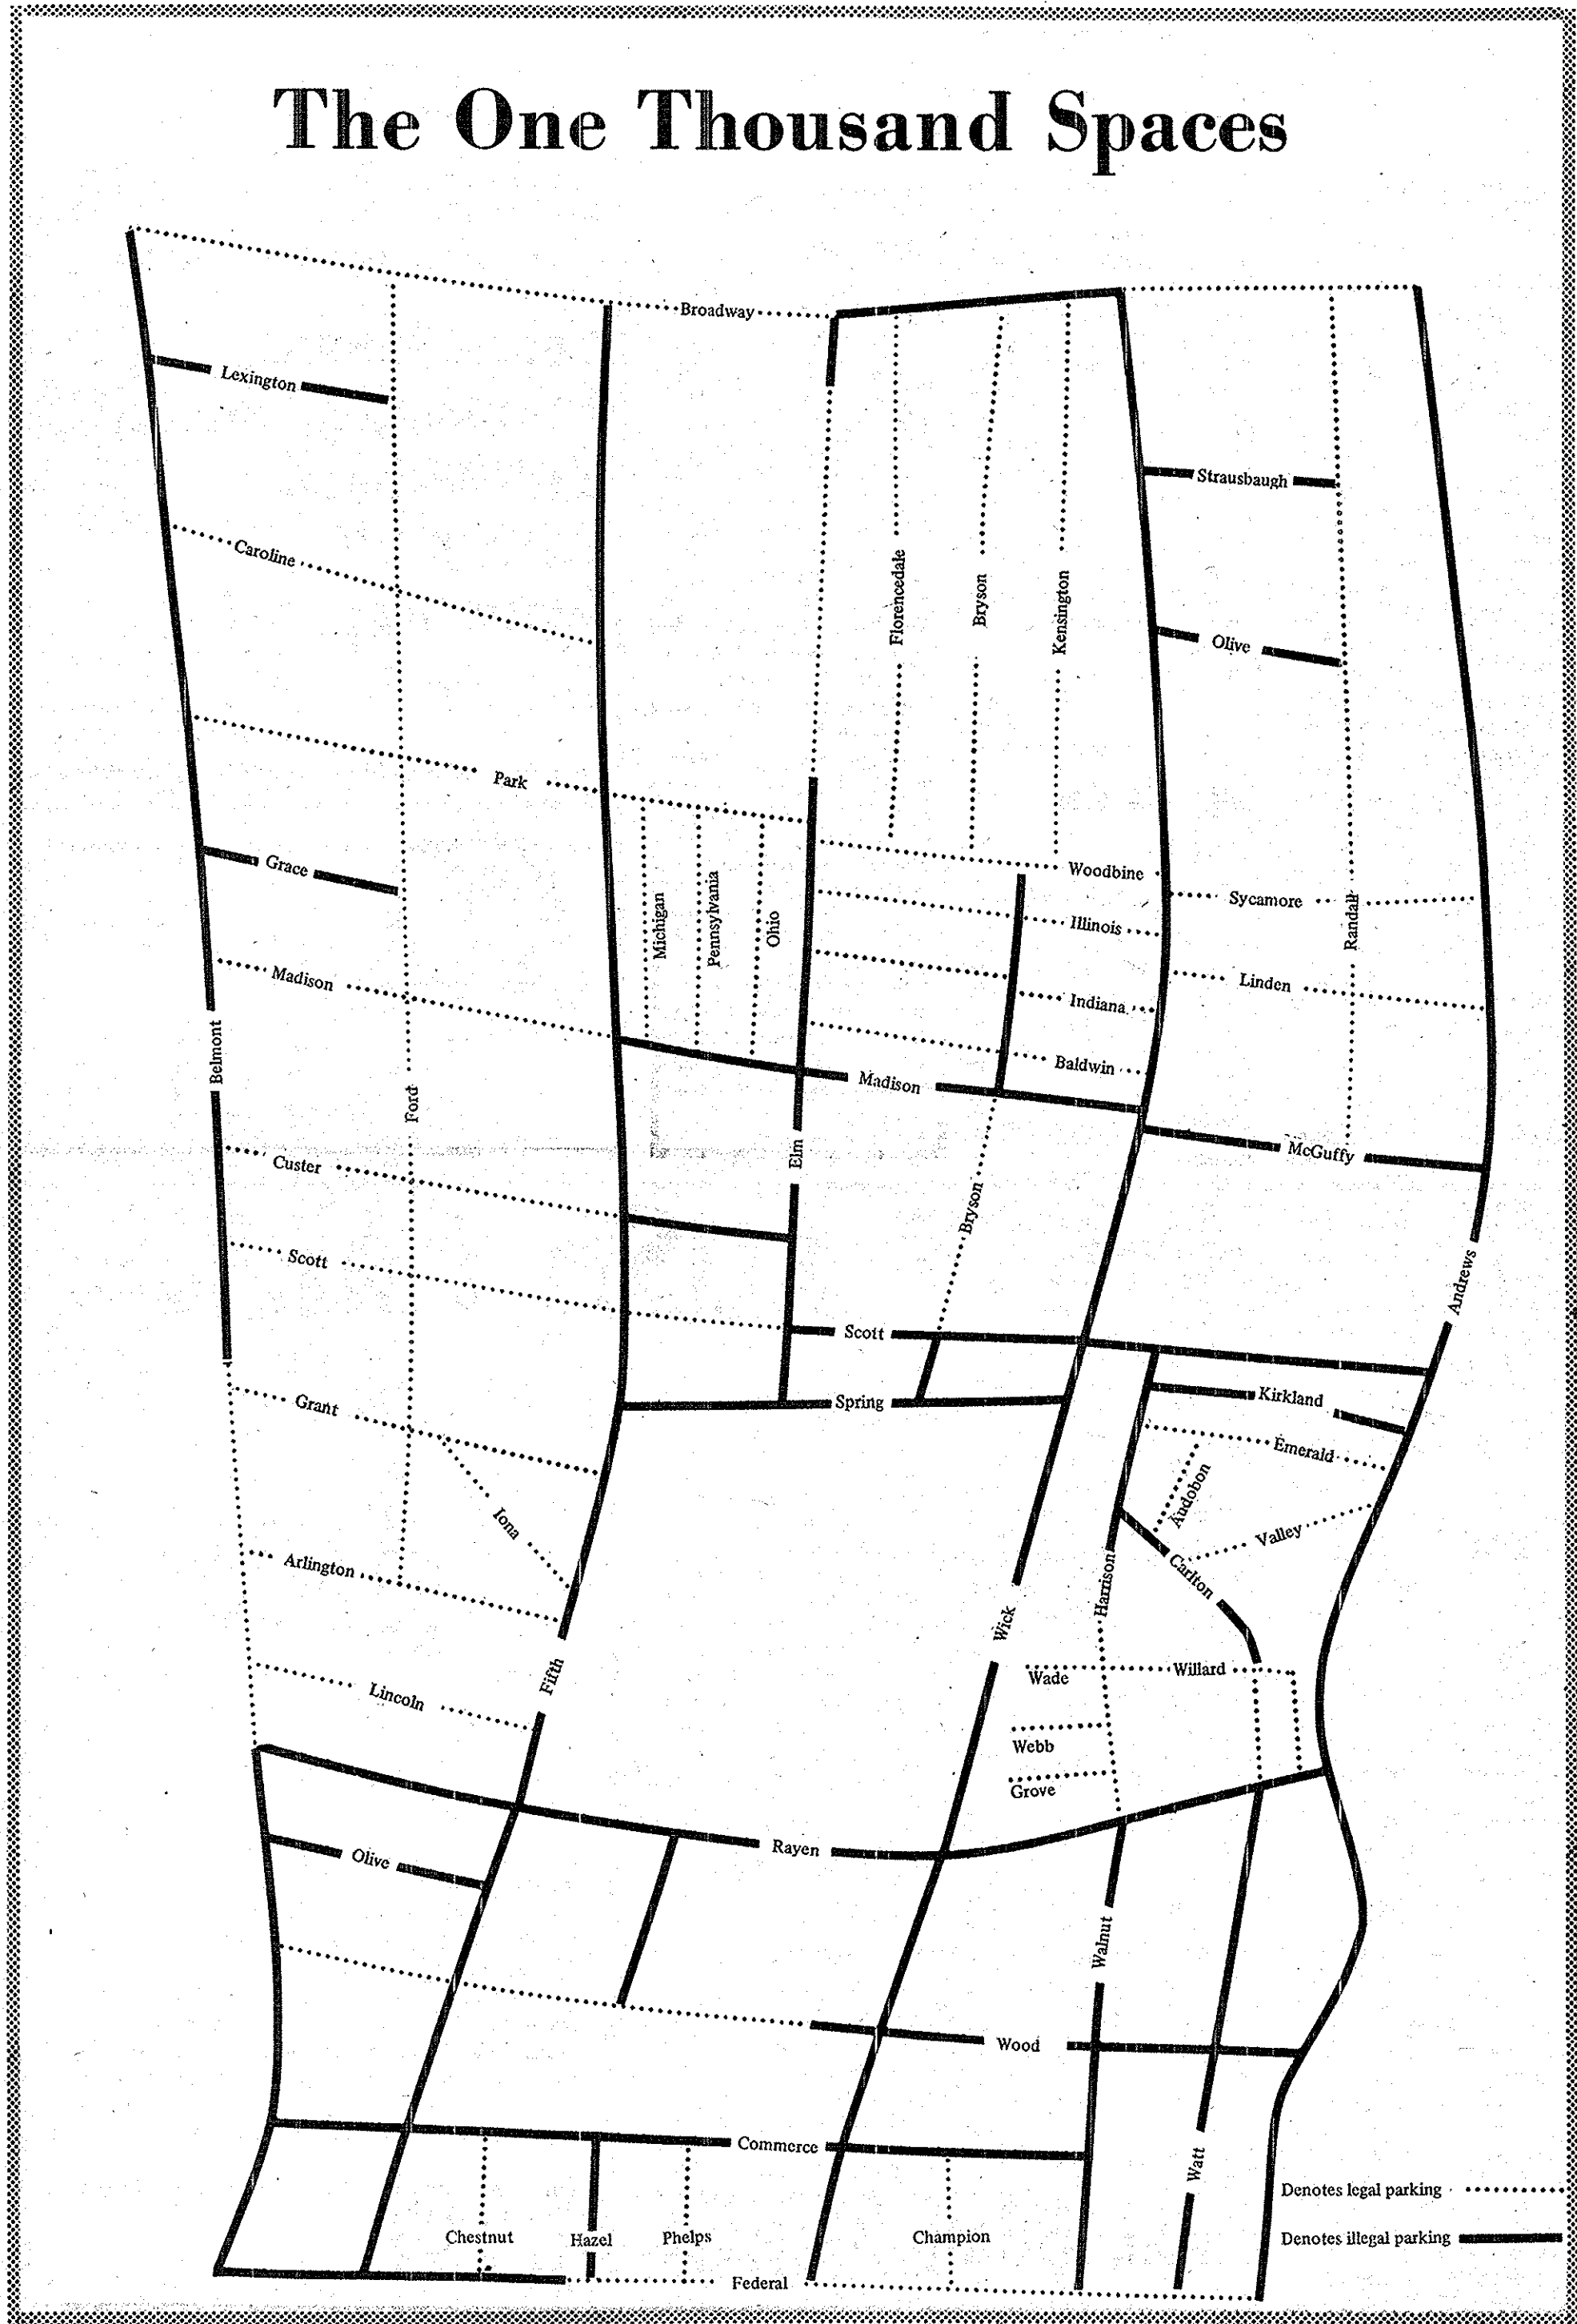 The One Thousand Spaces
Broadway
Lexington
Strausbaugh
Caroline
Florencedale
Bryson
Kensington
Olive
Park
Grace
Michigan
Pennsylvania
Ohio
Woodbine
Sycamore
Randall
Illinois
Madison
Linden
Indiana
Belmont
Ford
Madison
Baldwin
Elm
McGuffy
Custer
Bryson
Scott
Andrews
Scott
Grant
Spring
Kirkland
Emerald
Iona
Audobon
Arlington
Valley
Carlton
Harrison
Wick
Fifth
Wade
Willard
Lincoln
Webb
Grove
Olive
Rayen
Walnut
Wood
Commerce
Watt
Denotes legal parking
Chestnut
Hazel
Phelps
Champion
Denotes illegal parking
Federal